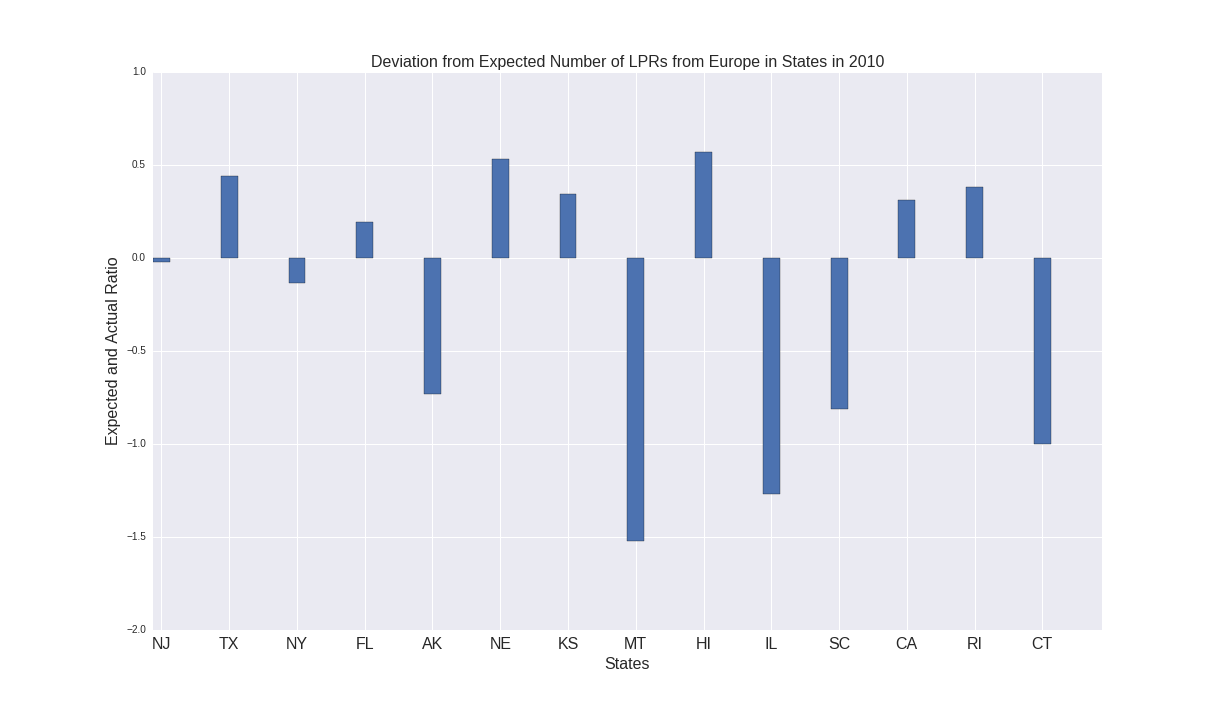 Deviation from Expected Number of LPRs from Europe in States in 2010
1.0
0.5
0.0
−0.5
−1.0
−1.5
−2.0
Expected and Actual Ratio
NJ TX NY FL AK NE KS MT HI IL SC CA RI CT
States